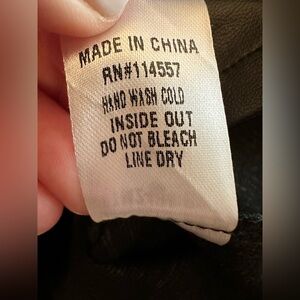 MADE IN CHINA
RN#114557
HAND WASH COLD
INSIDE OUT
DO NOT BLEACH
LINE DRY